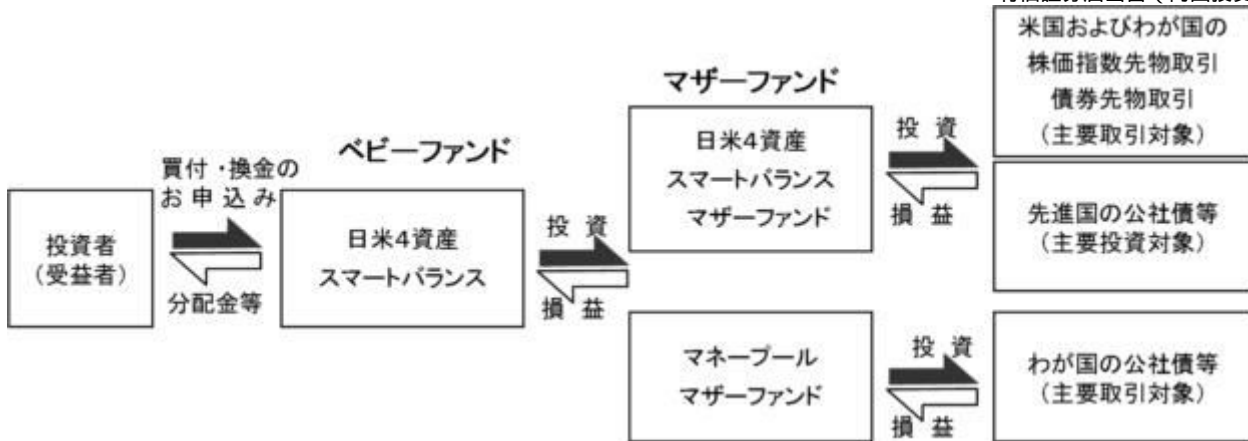 米国およびわが国の
株価指数先物取引
債券先物取引
(主要取引対象)
マザーファンド
日米4資産
スマートバランス
マザーファンド
投 資
損 益
ベビーファンド
買付・換金の
お 申 込 み
投資者
(受益者)
分配金等
日米4資産
スマートバランス
投 資
損 益
先進国の公社債等
(主要投資対象)
マネープール
マザーファンド
投 資
損 益
わが国の公社債等
(主要取引対象)